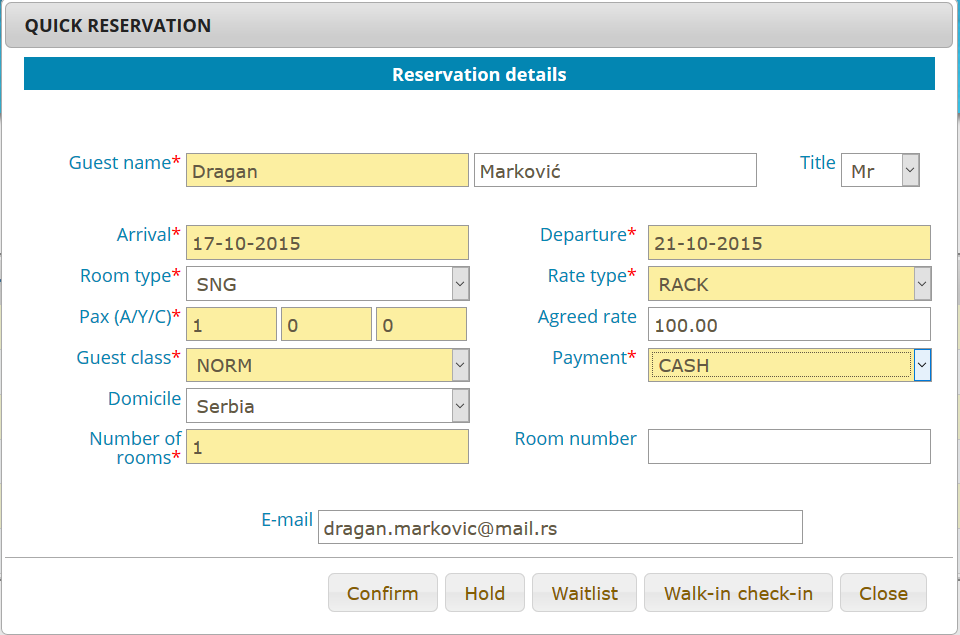 QUICK RESERVATION
Reservation details
Guest name* Dragan Marković Title Mr
Arrival* 17-10-2015 Departure* 21-10-2015
Room type* SNG Rate type* RACK
Pax (A/Y/C)* 1 0 0 Agreed rate 100.00
Guest class* NORM Payment* CASH
Domicile Serbia
Number of
rooms* 1 Room number
E-mail dragan.markovic@mail.rs
Confirm Hold Waitlist Walk-in check-in Close